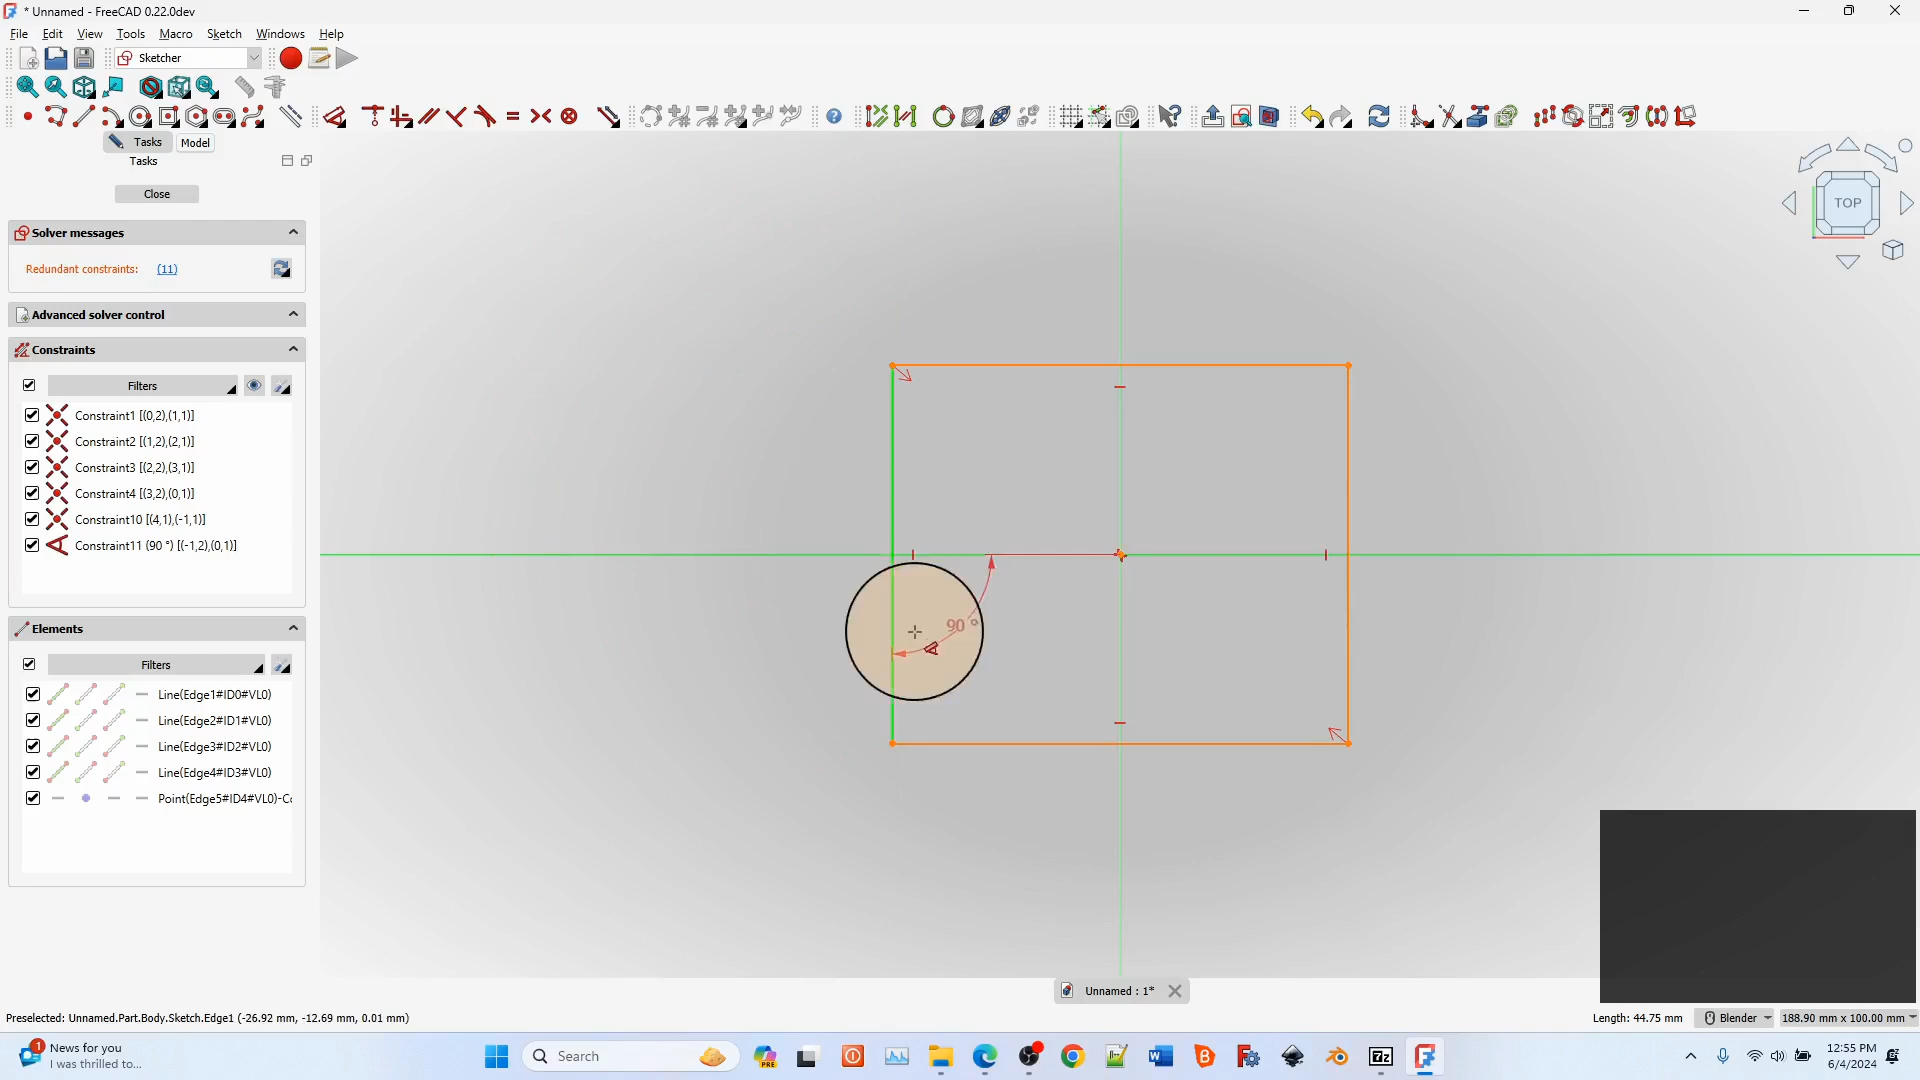 * Unnamed - FreeCAD 0.22.0dev
File Edit View Tools Macro Sketch Windows Help
Sketcher
Tasks Model
Tasks
Close
Solver messages
Redundant constraints: (11)
Advanced solver control
Constraints
Filters
Constraint1 [(0,2),(1,1)]
Constraint2 [(1,2),(2,1)]
Constraint3 [(2,2),(3,1)]
Constraint4 [(3,2),(0,1)]
Constraint10 [(4,1),(-1,1)]
Constraint11 (90 °) [(-1,2),(0,1)]
Elements
Filters
Line(Edge1#ID0#VL0)
Line(Edge2#ID1#VL0)
Line(Edge3#ID2#VL0)
Line(Edge4#ID3#VL0)
Point(Edge5#ID4#VL0)-Co
TOP
90 °
Unnamed : 1*
Preselected: Unnamed.Part.Body.Sketch.Edge1 (-26.92 mm, -12.69 mm, 0.01 mm)
Length: 44.75 mm
Blender
188.90 mm x 100.00 mm
1
News for you
I was thrilled to...
Search
PRE
7z
12:55 PM
6/4/2024